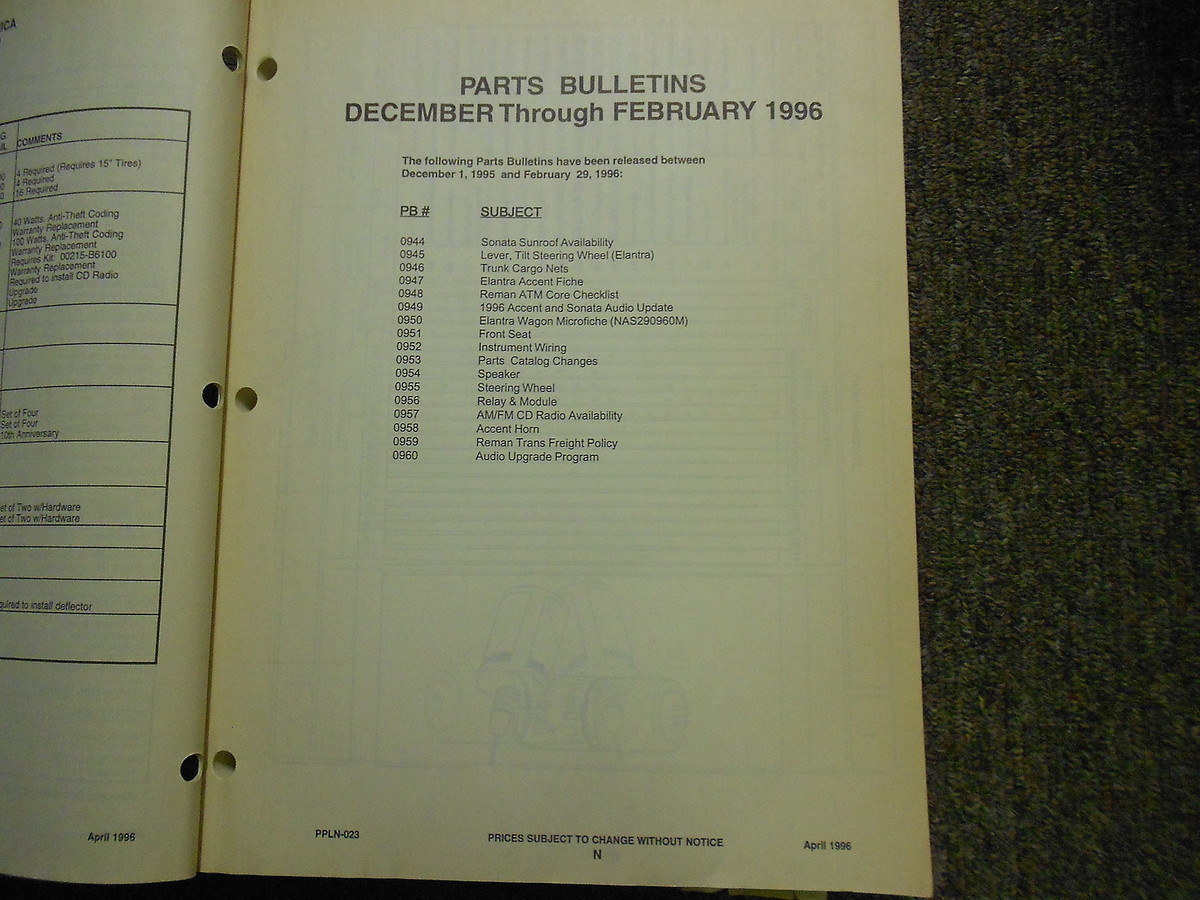 ICA
COMMENTS
4 Required (Requires 15" Tires)
4 Required
16 Required
40 Watts, Anti-Theft Coding
Warranty Replacement
100 Watts, Anti-Theft Coding
Warranty Replacement
Requires Kit: 00215-B6100
Warranty Replacement
Required to install CD Radio
Upgrade
Upgrade
Set of Four
Set of Four
10th Anniversary
et of Two w/Hardware
et of Two w/Hardware
quired to install deflector
April 1996
PARTS BULLETINS
DECEMBER Through FEBRUARY 1996
The following Parts Bulletins have been released between
December 1, 1995 and February 29, 1996:
PB # SUBJECT
0944 Sonata Sunroof Availability
0945 Lever, Tilt Steering Wheel (Elantra)
0946 Trunk Cargo Nets
0947 Elantra Accent Fiche
0948 Reman ATM Core Checklist
0949 1996 Accent and Sonata Audio Update
0950 Elantra Wagon Microfiche (NAS290960M)
0951 Front Seat
0952 Instrument Wiring
0953 Parts Catalog Changes
0954 Speaker
0955 Steering Wheel
0956 Relay & Module
0957 AM/FM CD Radio Availability
0958 Accent Horn
0959 Reman Trans Freight Policy
0960 Audio Upgrade Program
PPLN-023 PRICES SUBJECT TO CHANGE WITHOUT NOTICE April 1996
N